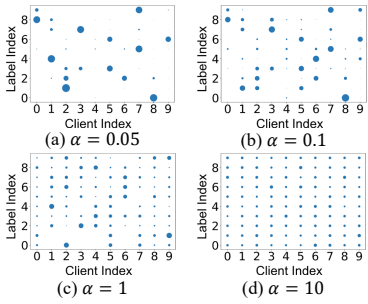 Label Index
8
6
4
2
0
0 1 2 3 4 5 6 7 8 9
Client Index
(a) α = 0.05
Label Index
8
6
4
2
0
0 1 2 3 4 5 6 7 8 9
Client Index
(b) α = 0.1
Label Index
8
6
4
2
0
0 1 2 3 4 5 6 7 8 9
Client Index
(c) α = 1
Label Index
8
6
4
2
0
0 1 2 3 4 5 6 7 8 9
Client Index
(d) α = 10